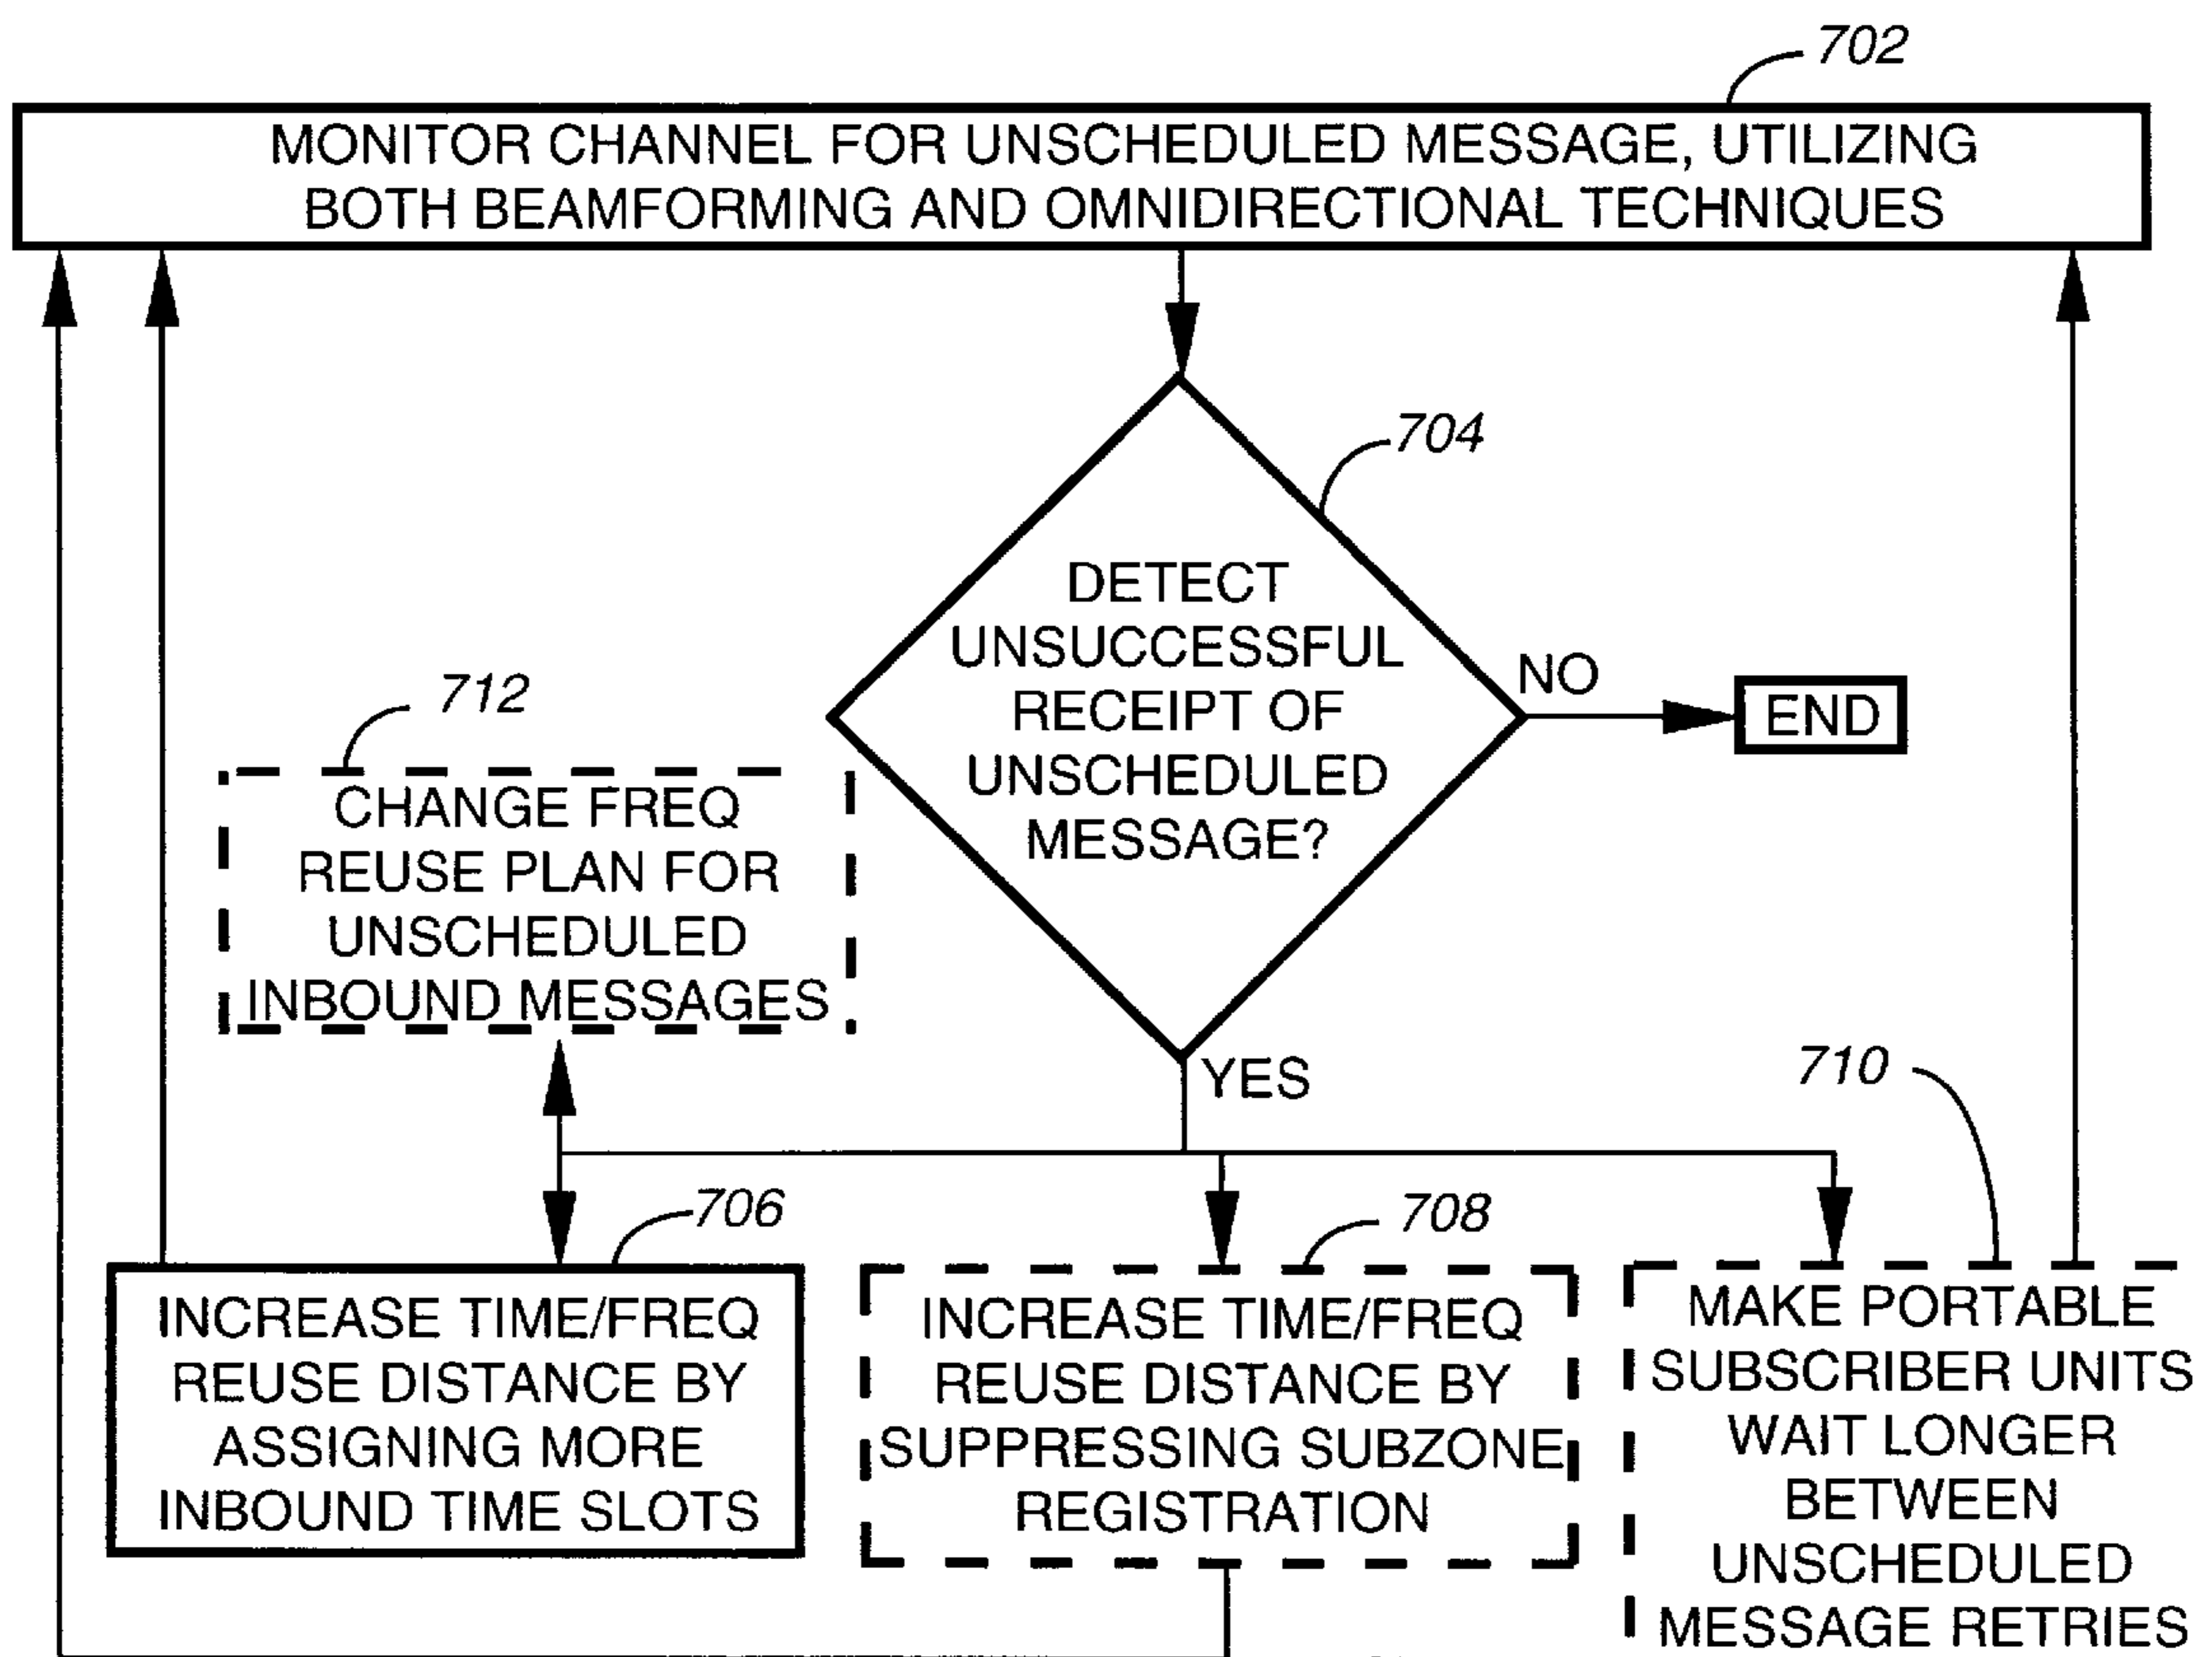 702
MONITOR CHANNEL FOR UNSCHEDULED MESSAGE, UTILIZING
BOTH BEAMFORMING AND OMNIDIRECTIONAL TECHNIQUES
704
DETECT
UNSUCCESSFUL
RECEIPT OF
UNSCHEDULED
MESSAGE?
NO
END
YES
712
CHANGE FREQ
REUSE PLAN FOR
UNSCHEDULED
INBOUND MESSAGES
706
INCREASE TIME/FREQ
REUSE DISTANCE BY
ASSIGNING MORE
INBOUND TIME SLOTS
708
INCREASE TIME/FREQ
REUSE DISTANCE BY
SUPPRESSING SUBZONE
REGISTRATION
710
MAKE PORTABLE
SUBSCRIBER UNITS
WAIT LONGER
BETWEEN
UNSCHEDULED
MESSAGE RETRIES